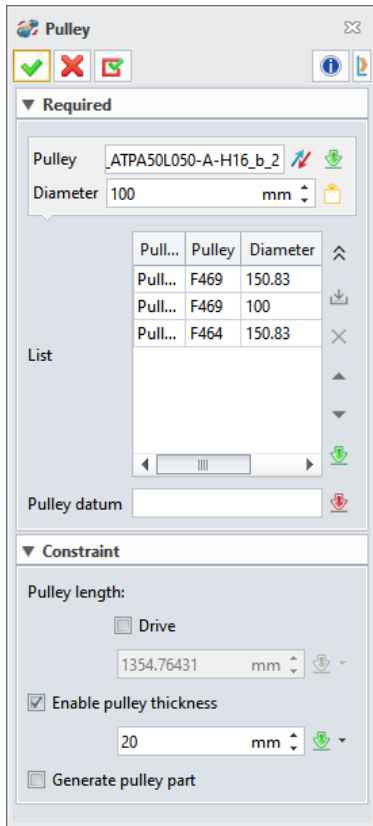 Pulley
Required
Pulley _ATPA50L050-A-H16_b_2
Diameter 100 mm
Pull... Pulley Diameter
Pull... F469 150.83
Pull... F469 100
Pull... F464 150.83
List
Pulley datum
Constraint
Pulley length:
Drive
1354.76431 mm
Enable pulley thickness
20 mm
Generate pulley part